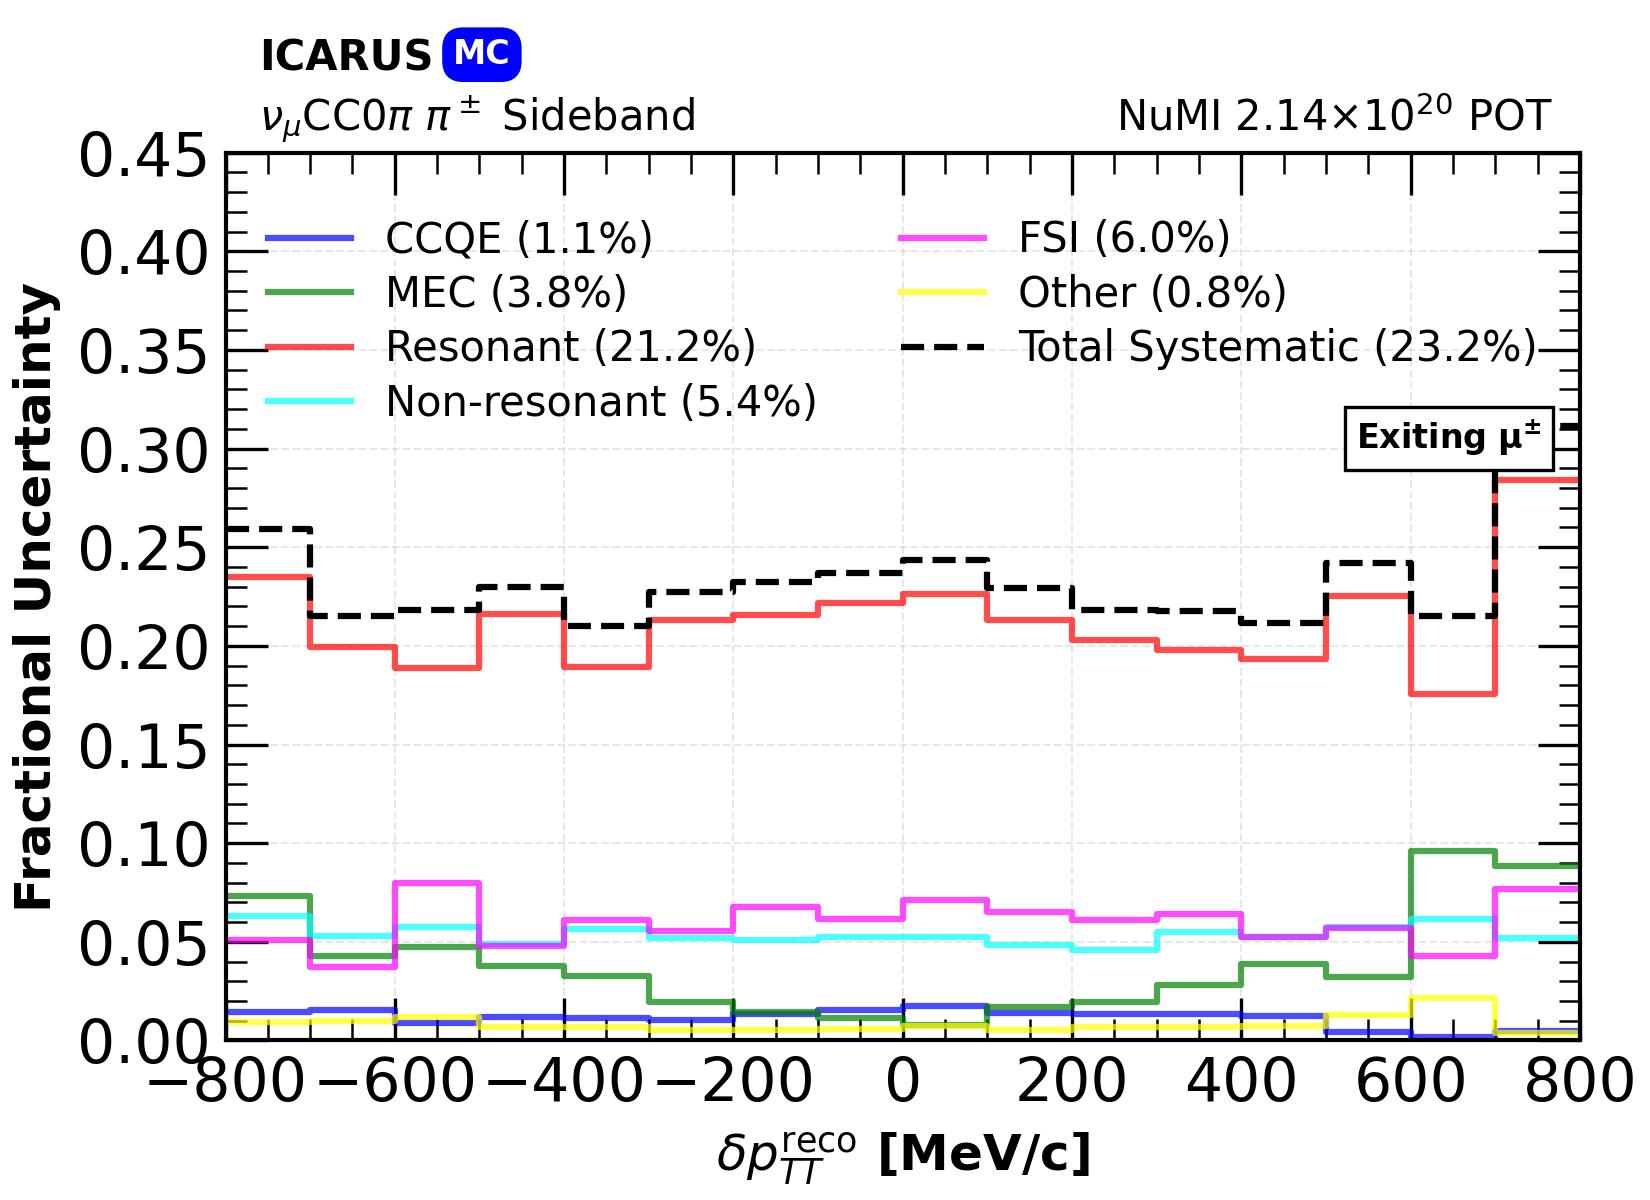 ICARUS MC
νμCC0π π± Sideband NuMI 2.14×10²⁰ POT
0.45
0.40
0.35
0.30
0.25
0.20
0.15
0.10
0.05
0.00
Fractional Uncertainty
CCQE (1.1%)
MEC (3.8%)
Resonant (21.2%)
Non-resonant (5.4%)
FSI (6.0%)
Other (0.8%)
Total Systematic (23.2%)
Exiting μ±
−800 −600 −400 −200 0 200 400 600 800
δp_TT^reco [MeV/c]